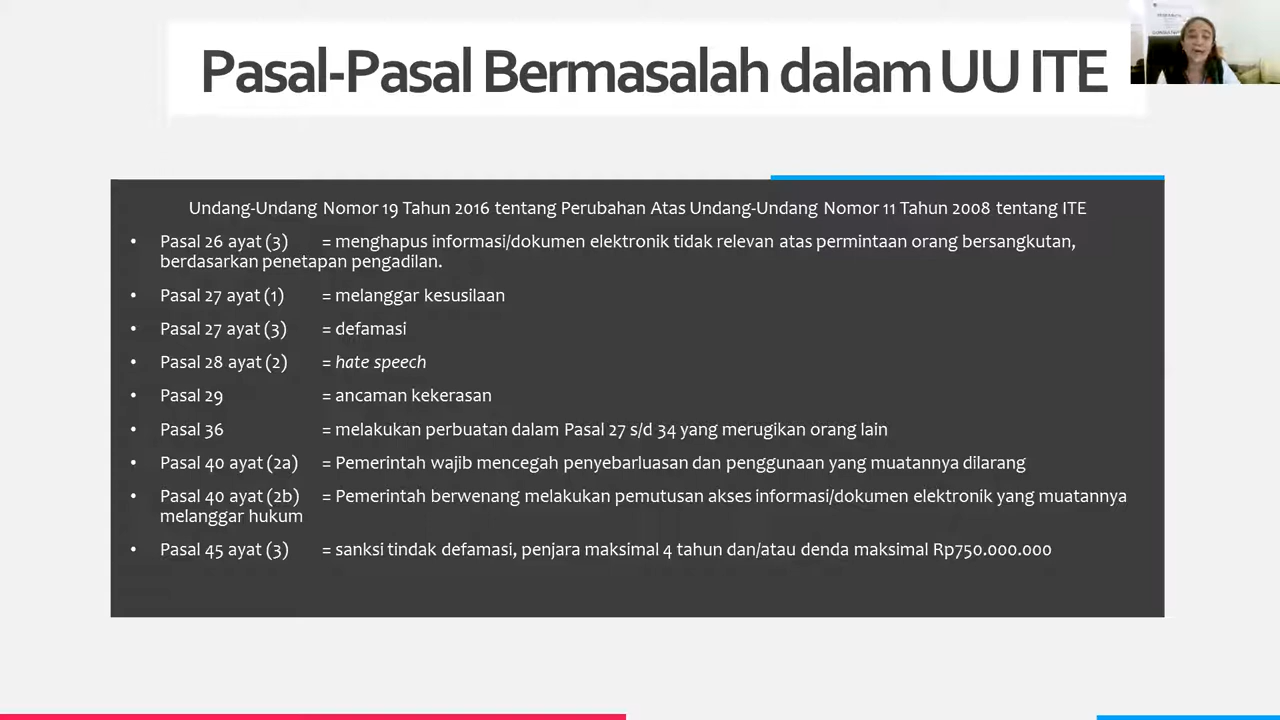 Pasal-Pasal Bermasalah dalam UU ITE
Undang-Undang Nomor 19 Tahun 2016 tentang Perubahan Atas Undang-Undang Nomor 11 Tahun 2008 tentang ITE
• Pasal 26 ayat (3) = menghapus informasi/dokumen elektronik tidak relevan atas permintaan orang bersangkutan,
berdasarkan penetapan pengadilan.
• Pasal 27 ayat (1) = melanggar kesusilaan
• Pasal 27 ayat (3) = defamasi
• Pasal 28 ayat (2) = hate speech
• Pasal 29 = ancaman kekerasan
• Pasal 36 = melakukan perbuatan dalam Pasal 27 s/d 34 yang merugikan orang lain
• Pasal 40 ayat (2a) = Pemerintah wajib mencegah penyebarluasan dan penggunaan yang muatannya dilarang
• Pasal 40 ayat (2b) = Pemerintah berwenang melakukan pemutusan akses informasi/dokumen elektronik yang muatannya
melanggar hukum
• Pasal 45 ayat (3) = sanksi tindak defamasi, penjara maksimal 4 tahun dan/atau denda maksimal Rp750.000.000